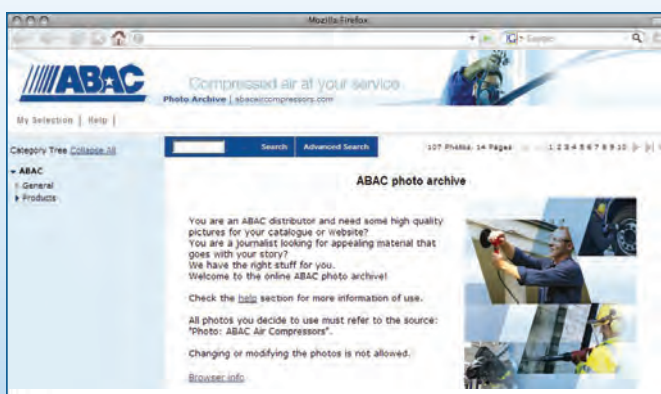 Mozilla Firefox
ABAC
Compressed air at your service
Photo Archive | abacaircompressors.com
My Selection | Help |
Category Tree Collapse All
Search | Advanced Search
107 Photos, 14 Pages
1 2 3 4 5 6 7 8 9 10
ABAC
General
Products
ABAC photo archive
You are an ABAC distributor and need some high quality
pictures for your catalogue or website?
You are a journalist looking for appealing material that
goes with your story?
We have the right stuff for you.
Welcome to the online ABAC photo archive!
Check the help section for more information of use.
All photos you decide to use must refer to the source:
"Photo: ABAC Air Compressors".
Changing or modifying the photos is not allowed.
Browser info